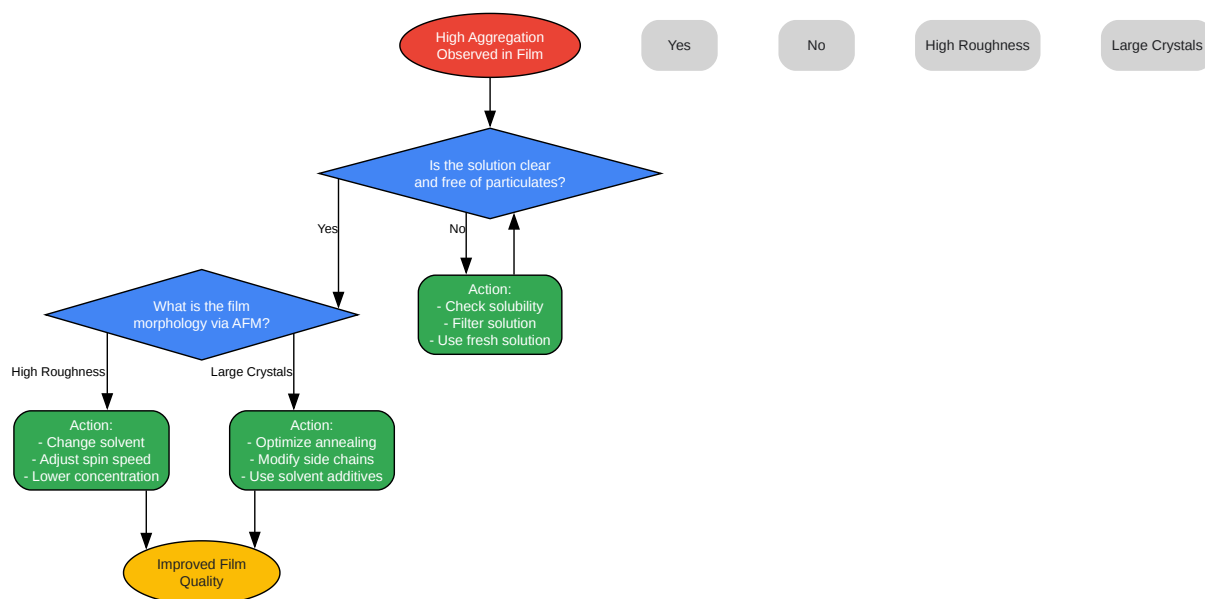 High Aggregation
Observed in Film
Yes
No
High Roughness
Large Crystals
Is the solution clear
and free of particulates?
Yes
No
What is the film
morphology via AFM?
Action:
- Check solubility
- Filter solution
- Use fresh solution
High Roughness
Large Crystals
Action:
- Change solvent
- Adjust spin speed
- Lower concentration
Action:
- Optimize annealing
- Modify side chains
- Use solvent additives
Improved Film
Quality